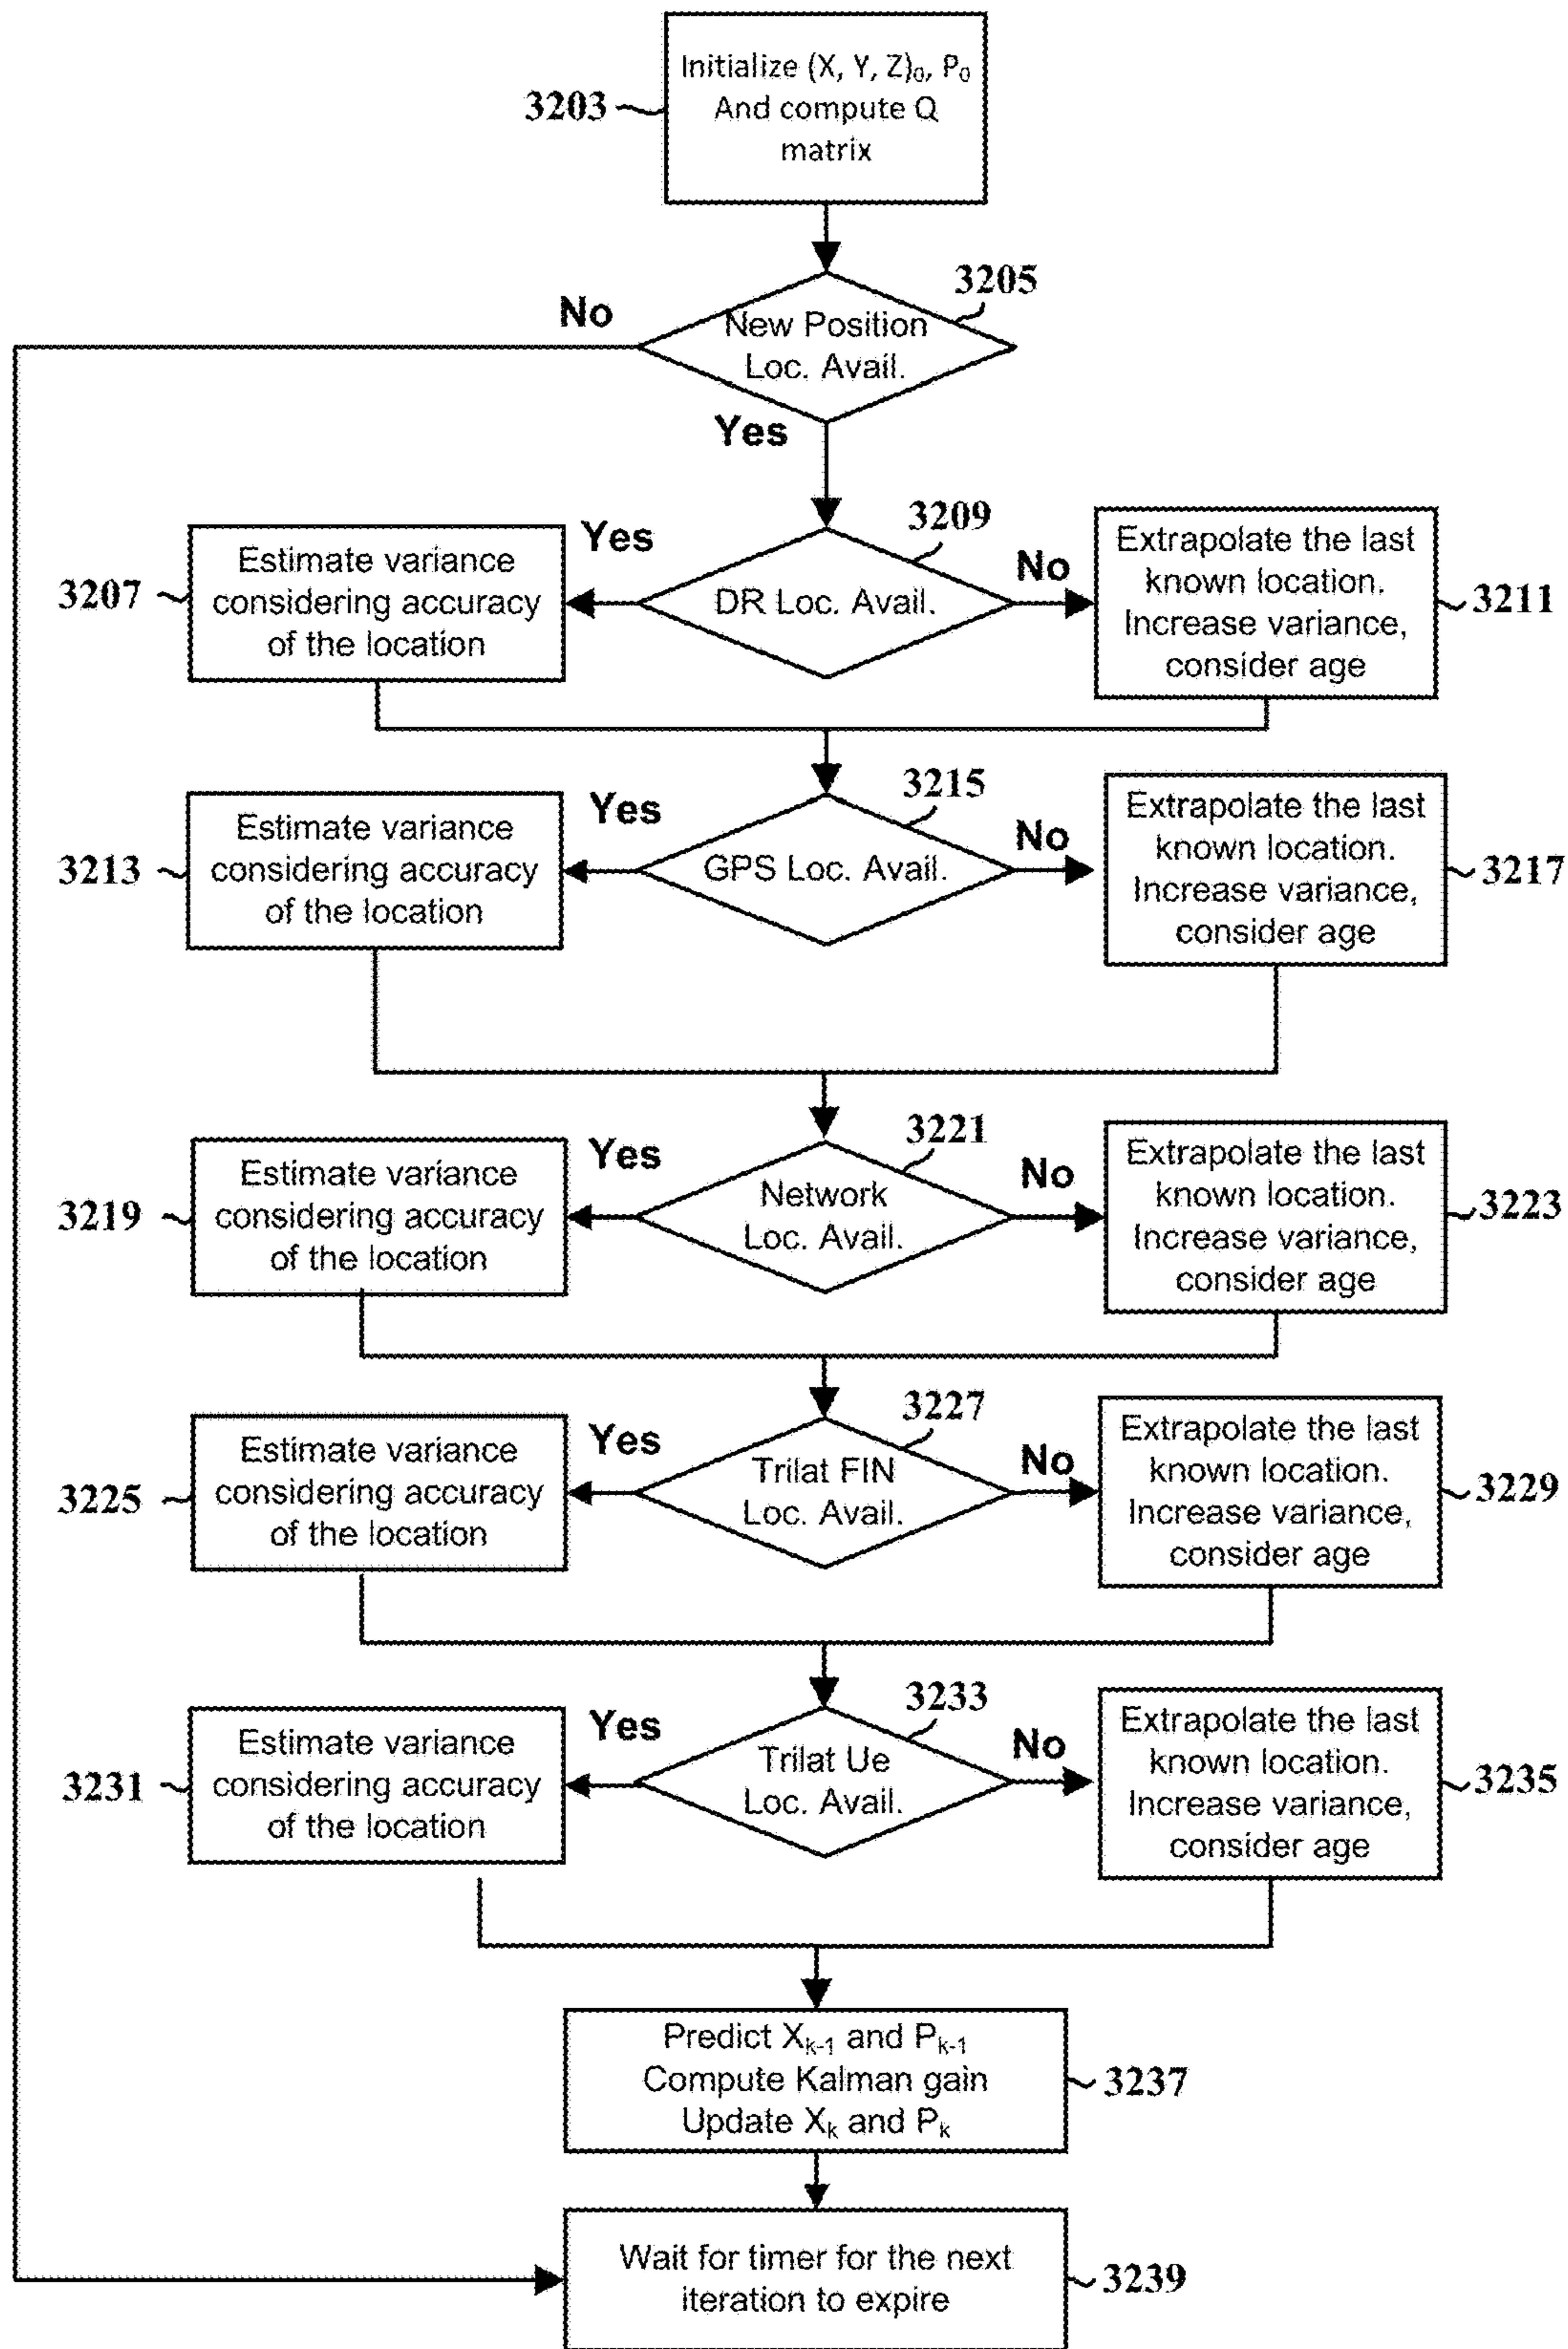 Initialize (X, Y, Z)₀, P₀
And compute Q
matrix
3203
3205
New Position
Loc. Avail.
No
Yes
3207
Estimate variance
considering accuracy
of the location
Yes
3209
DR Loc. Avail.
No
Extrapolate the last
known location.
Increase variance,
consider age
3211
3213
Estimate variance
considering accuracy
of the location
Yes
3215
GPS Loc. Avail.
No
Extrapolate the last
known location.
Increase variance,
consider age
3217
3219
Estimate variance
considering accuracy
of the location
Yes
3221
Network
Loc. Avail.
No
Extrapolate the last
known location.
Increase variance,
consider age
3223
3225
Estimate variance
considering accuracy
of the location
Yes
3227
Trilat FIN
Loc. Avail.
No
Extrapolate the last
known location.
Increase variance,
consider age
3229
3231
Estimate variance
considering accuracy
of the location
Yes
3233
Trilat Ue
Loc. Avail.
No
Extrapolate the last
known location.
Increase variance,
consider age
3235
Predict Xₖ₋₁ and Pₖ₋₁
Compute Kalman gain
Update Xₖ and Pₖ
3237
Wait for timer for the next
iteration to expire
3239